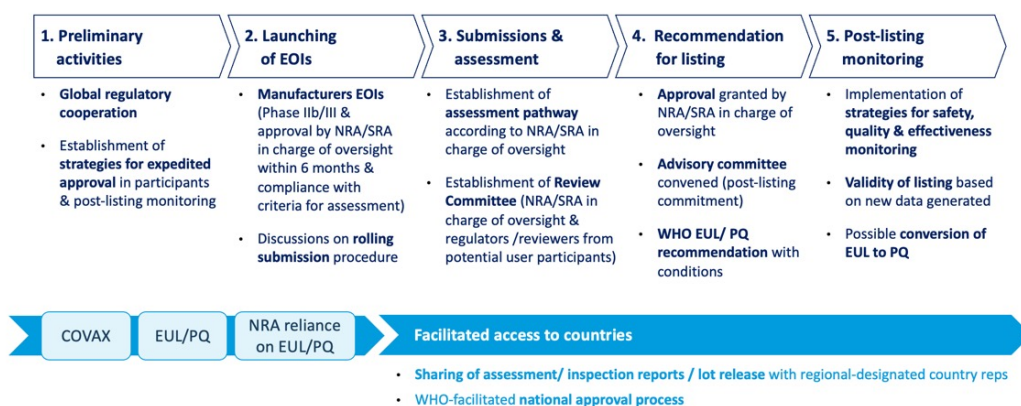 1. Preliminary
activities
2. Launching
of EOIs
3. Submissions &
assessment
4. Recommendation
for listing
5. Post-listing
monitoring
• Global regulatory
cooperation
• Establishment of
strategies for expedited
approval in participants
& post-listing monitoring
• Manufacturers EOIs
(Phase IIb/III &
approval by NRA/SRA
in charge of oversight
within 6 months &
compliance with
criteria for assessment)
• Discussions on rolling
submission procedure
• Establishment of
assessment pathway
according to NRA/SRA in
charge of oversight
• Establishment of Review
Committee (NRA/SRA in
charge of oversight &
regulators /reviewers from
potential user participants)
• Approval granted by
NRA/SRA in charge of
oversight
• Advisory committee
convened (post-listing
commitment)
• WHO EUL/ PQ
recommendation with
conditions
• Implementation of
strategies for safety,
quality & effectiveness
monitoring
• Validity of listing based
on new data generated
• Possible conversion of
EUL to PQ
COVAX
EUL/PQ
NRA reliance
on EUL/PQ
Facilitated access to countries
• Sharing of assessment/ inspection reports / lot release with regional-designated country reps
• WHO-facilitated national approval process